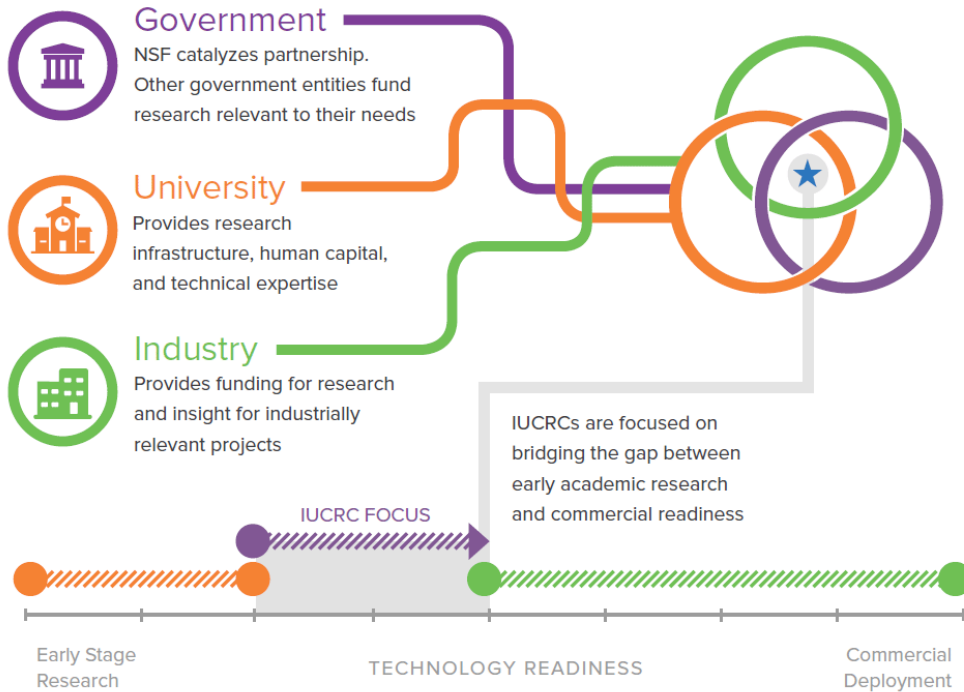 Government
NSF catalyzes partnership.
Other government entities fund
research relevant to their needs
University
Provides research
infrastructure, human capital,
and technical expertise
Industry
Provides funding for research
and insight for industrially
relevant projects
IUCRCs are focused on
bridging the gap between
early academic research
and commercial readiness
IUCRC FOCUS
Early Stage
Research
TECHNOLOGY READINESS
Commercial
Deployment